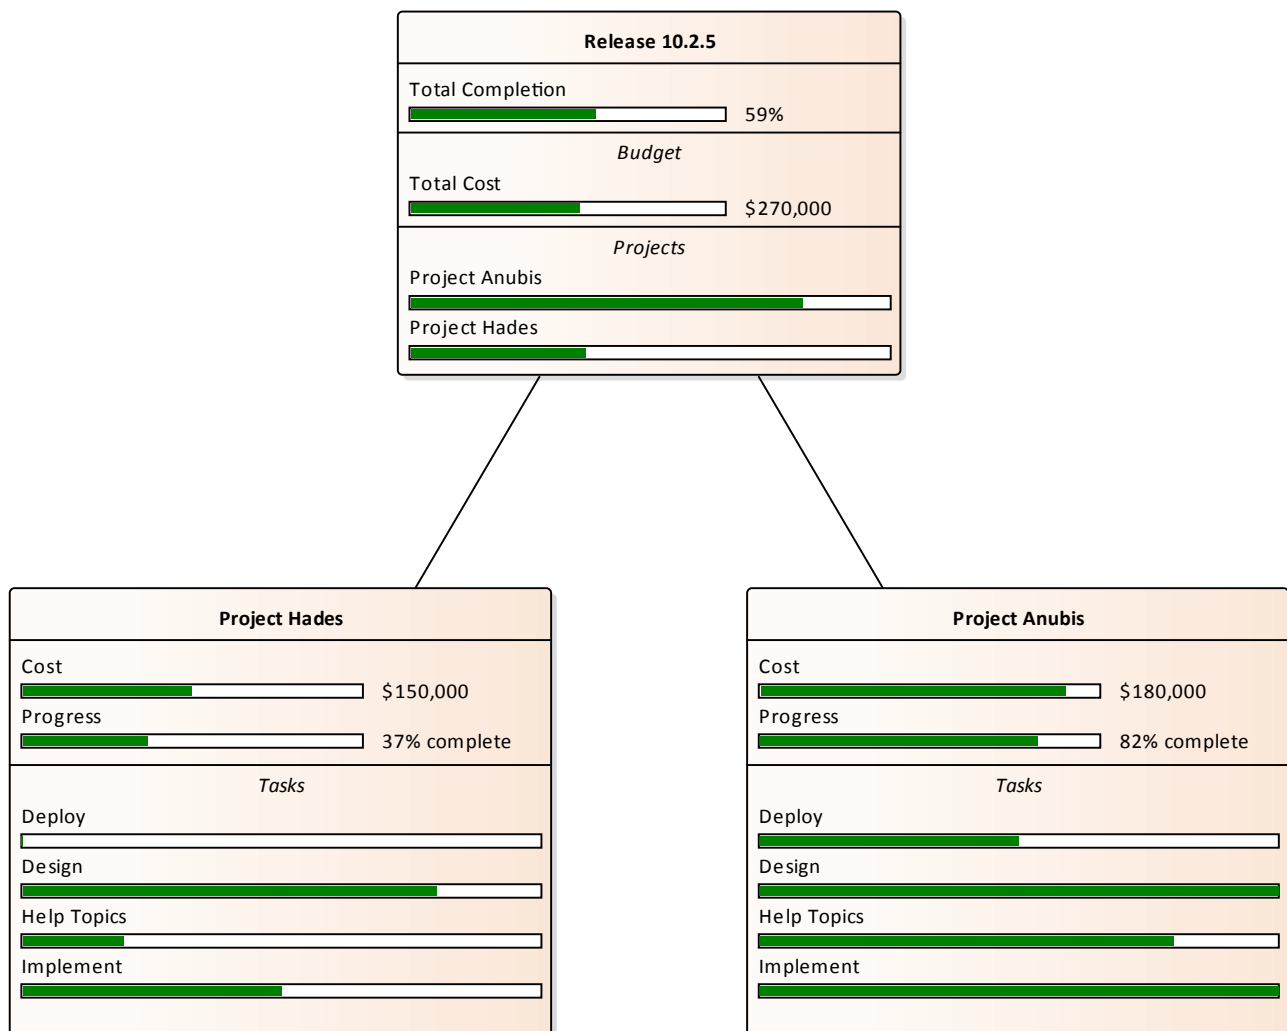 Release 10.2.5
Total Completion
59%
Budget
Total Cost
$270,000
Projects
Project Anubis
Project Hades
Project Hades
Cost
$150,000
Progress
37% complete
Tasks
Deploy
Design
Help Topics
Implement
Project Anubis
Cost
$180,000
Progress
82% complete
Tasks
Deploy
Design
Help Topics
Implement